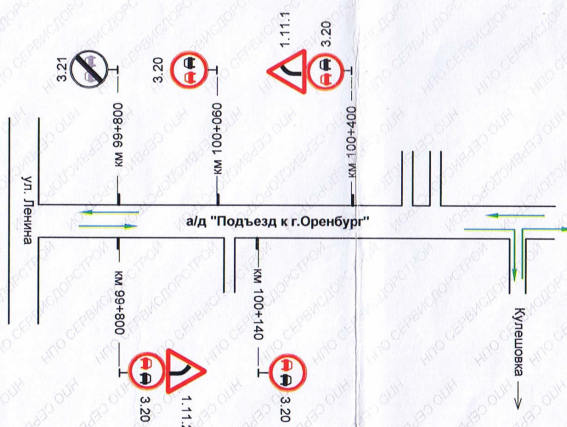 3.21
3.20
1.11.1
3.20
км 99+800
км 100+060
км 100+400
ул. Ленина
а/д "Подъезд к г.Оренбург"
км 99+800
км 100+140
Кулешовка
3.20
1.11.2
3.20
НПО СЕРВИСДОРСТРОЙ